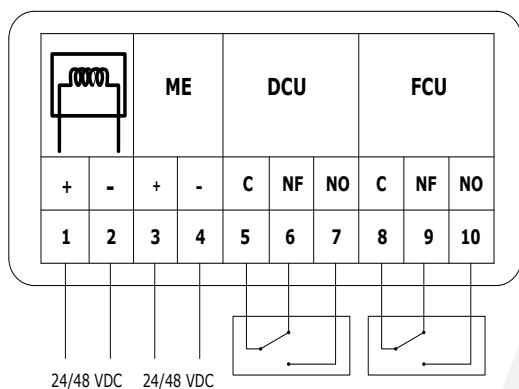 ME DCU FCU
+ - + - C NF NO C NF NO
1 2 3 4 5 6 7 8 9 10
24/48 VDC 24/48 VDC